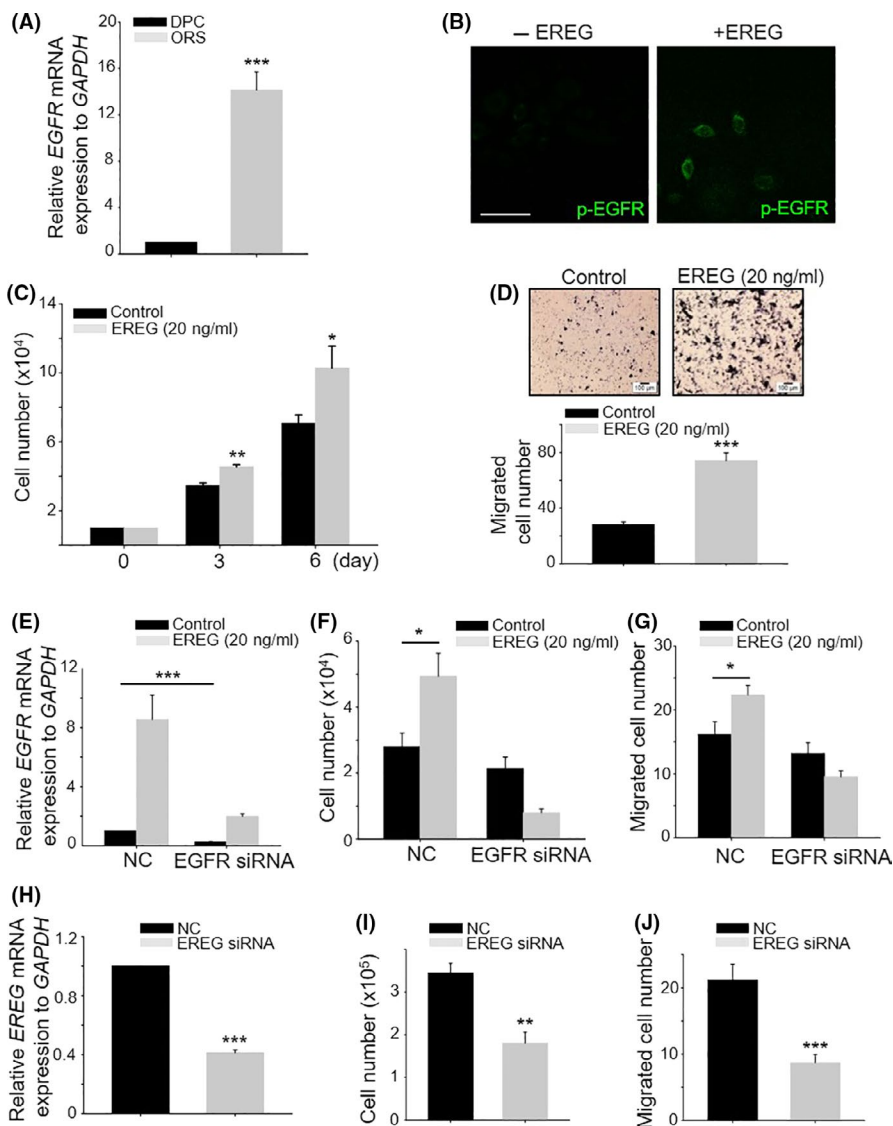 (A)
DPC
ORS
Relative EGFR mRNA
expression to GAPDH
20
16
12
8
4
0
***
(B)
– EREG
+EREG
p-EGFR
p-EGFR
(C)
Control
EREG (20 ng/ml)
Cell number (x10⁴)
14
10
6
2
**
*
0
3
6
(day)
(D)
Control
EREG (20 ng/ml)
100 µm
100 µm
Control
EREG (20 ng/ml)
Migrated
cell number
80
40
0
***
(E)
Control
EREG (20 ng/ml)
Relative EGFR mRNA
expression to GAPDH
12
8
4
0
***
NC
EGFR siRNA
(F)
Control
EREG (20 ng/ml)
Cell number (x10⁴)
6
4
2
0
*
NC
EGFR siRNA
(G)
Control
EREG (20 ng/ml)
Migrated cell number
30
20
10
0
*
NC
EGFR siRNA
(H)
NC
EREG siRNA
Relative EREG mRNA
expression to GAPDH
1.2
0.8
0.4
0
***
(I)
NC
EREG siRNA
Cell number (x10⁵)
3
2
1
0
**
(J)
NC
EREG siRNA
Migrated cell number
20
10
0
***